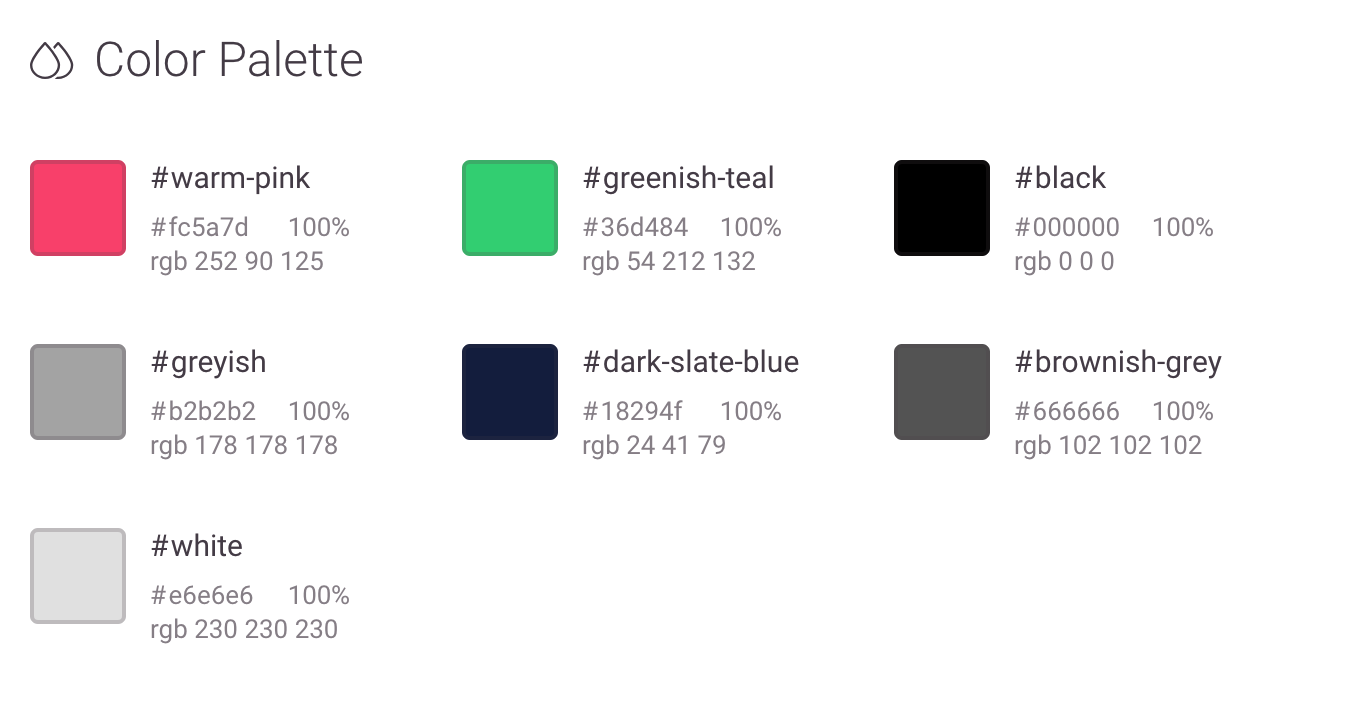 Color Palette
#warm-pink
#fc5a7d 100%
rgb 252 90 125
#greenish-teal
#36d484 100%
rgb 54 212 132
#black
#000000 100%
rgb 0 0 0
#greyish
#b2b2b2 100%
rgb 178 178 178
#dark-slate-blue
#18294f 100%
rgb 24 41 79
#brownish-grey
#666666 100%
rgb 102 102 102
#white
#e6e6e6 100%
rgb 230 230 230